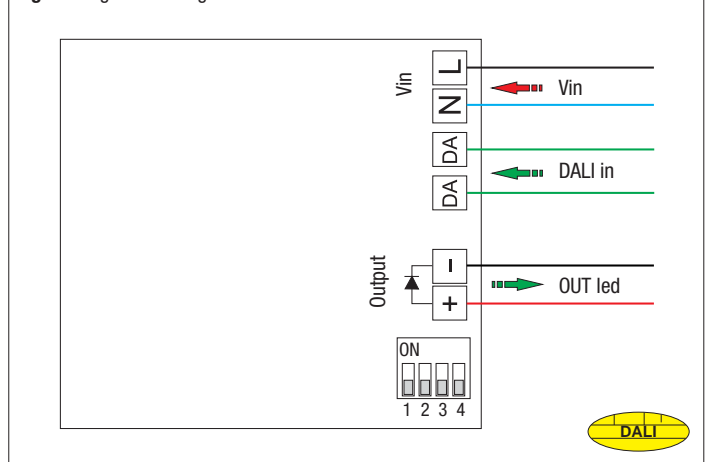 Vin
L
N
Vin
DA
DA
DALI in
Output
-
+
OUT led
ON
1 2 3 4
DALI